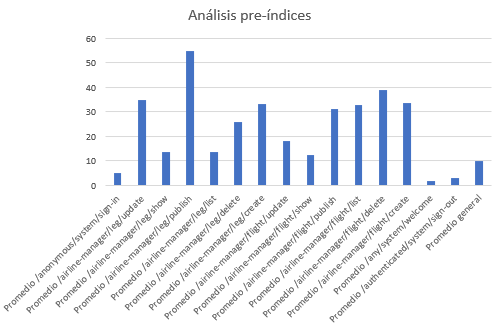 Análisis pre-índices
60
50
40
30
20
10
0
Promedio /anonymous/system/sign-in
Promedio /airline-manager/leg/update
Promedio /airline-manager/leg/show
Promedio /airline-manager/leg/publish
Promedio /airline-manager/leg/list
Promedio /airline-manager/leg/delete
Promedio /airline-manager/leg/create
Promedio /airline-manager/flight/update
Promedio /airline-manager/flight/show
Promedio /airline-manager/flight/publish
Promedio /airline-manager/flight/list
Promedio /airline-manager/flight/delete
Promedio /airline-manager/flight/create
Promedio /any/system/welcome
Promedio /authenticated/system/sign-out
Promedio general